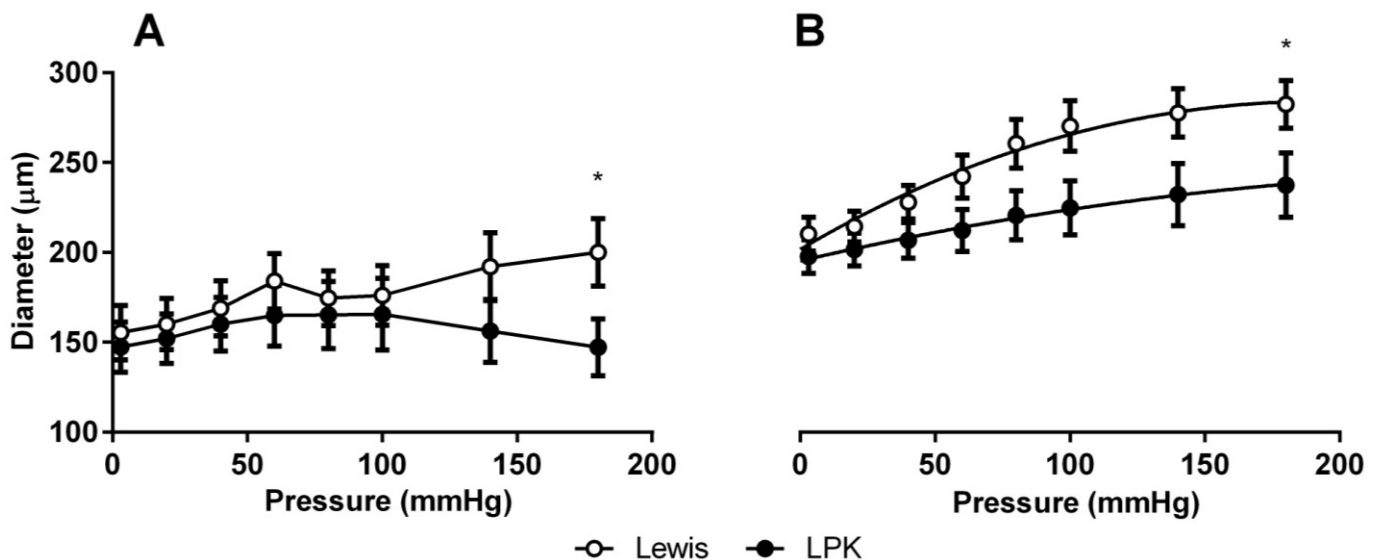 A
B
*
*
300
250
200
150
100
Diameter (μm)
0 50 100 150 200
0 50 100 150 200
Pressure (mmHg)
Pressure (mmHg)
Lewis LPK